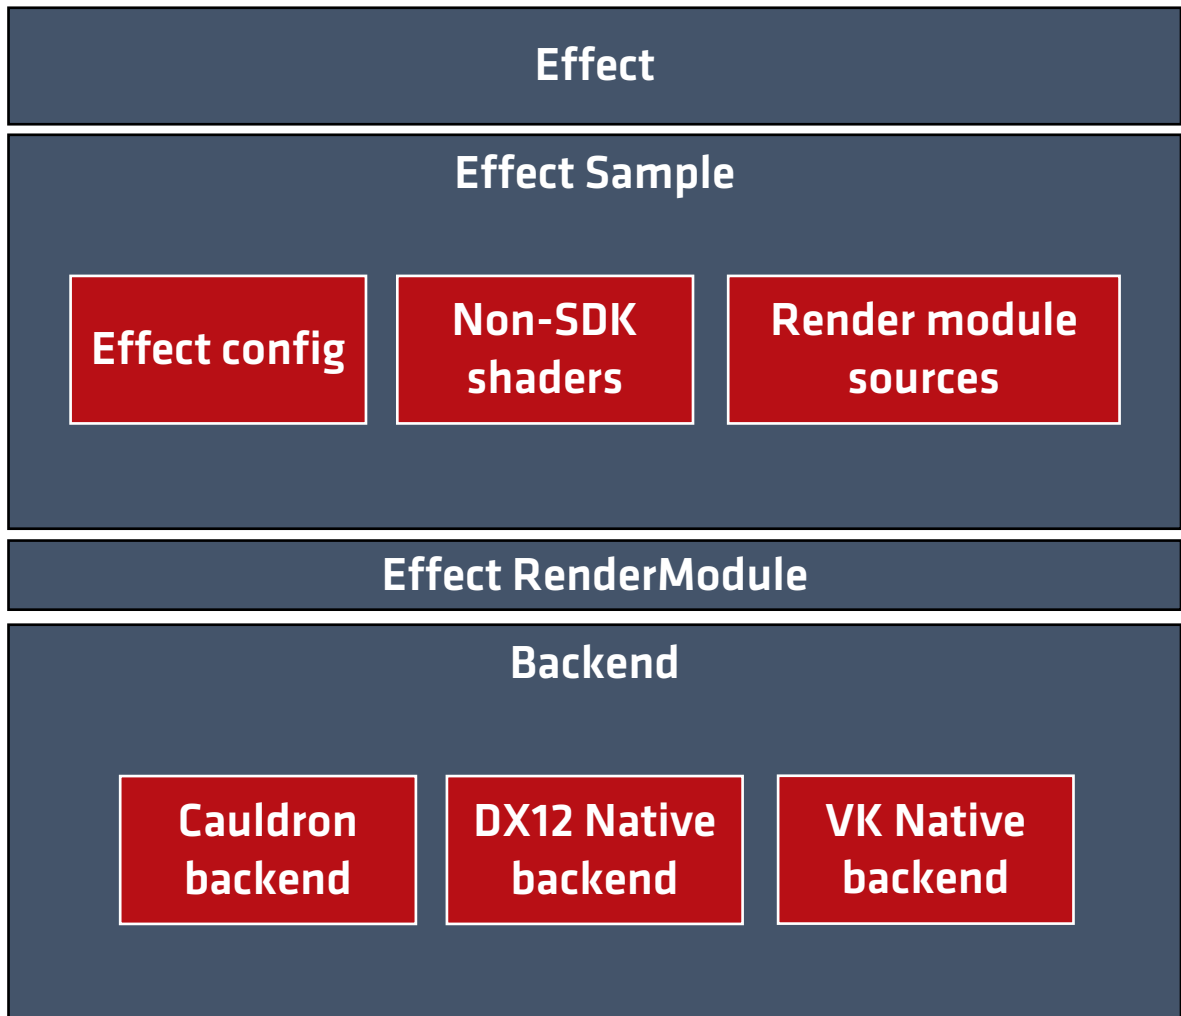 Effect
Effect Sample
Effect config
Non-SDK
shaders
Render module
sources
Effect RenderModule
Backend
Cauldron
backend
DX12 Native
backend
VK Native
backend